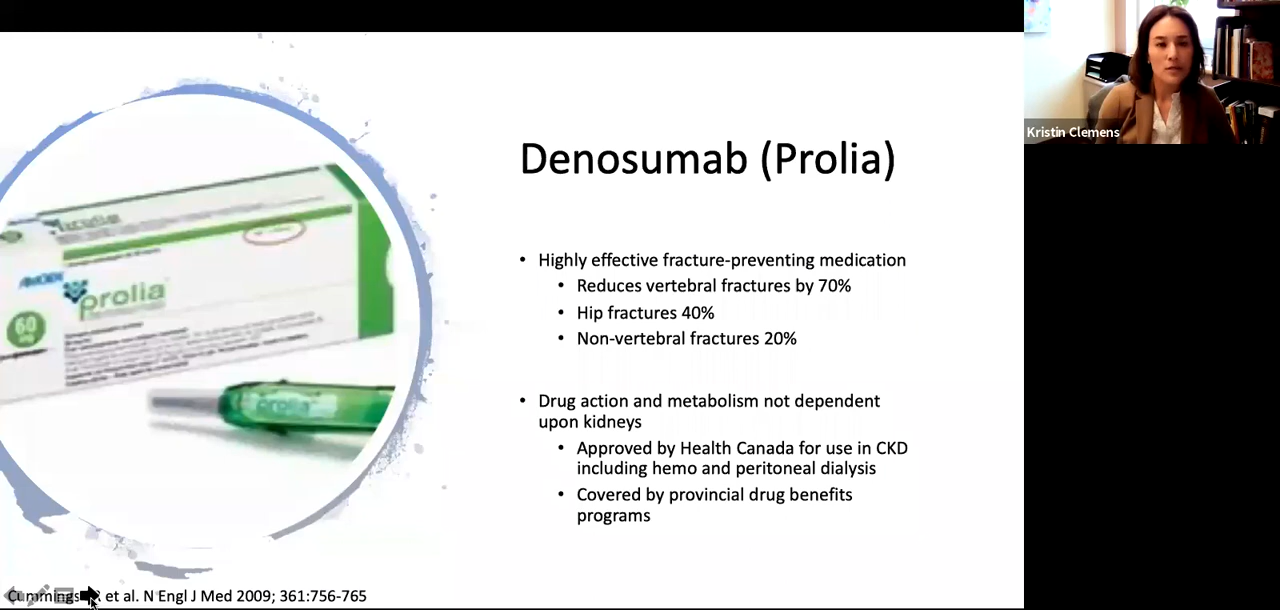 Denosumab (Prolia)
• Highly effective fracture-preventing medication
• Reduces vertebral fractures by 70%
• Hip fractures 40%
• Non-vertebral fractures 20%
• Drug action and metabolism not dependent
upon kidneys
• Approved by Health Canada for use in CKD
including hemo and peritoneal dialysis
• Covered by provincial drug benefits
programs
prolia
60
prolia
Cummings et al. N Engl J Med 2009; 361:756-765
Kristin Clemens